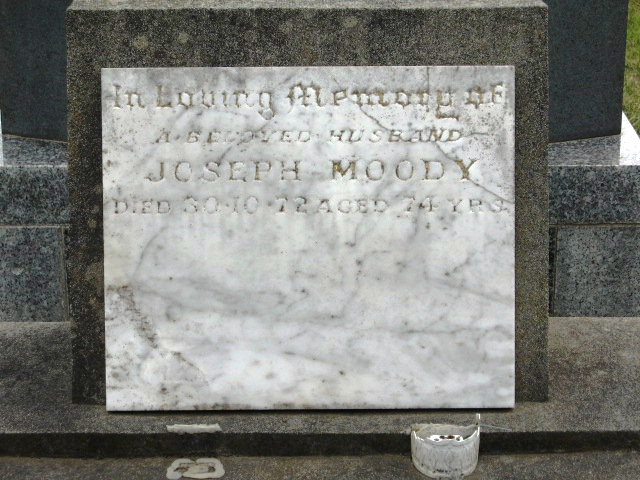 In Loving Memory of
A·BELOVED·HUSBAND
JOSEPH MOODY
DIED 30·10·72 AGED 74 YRS.